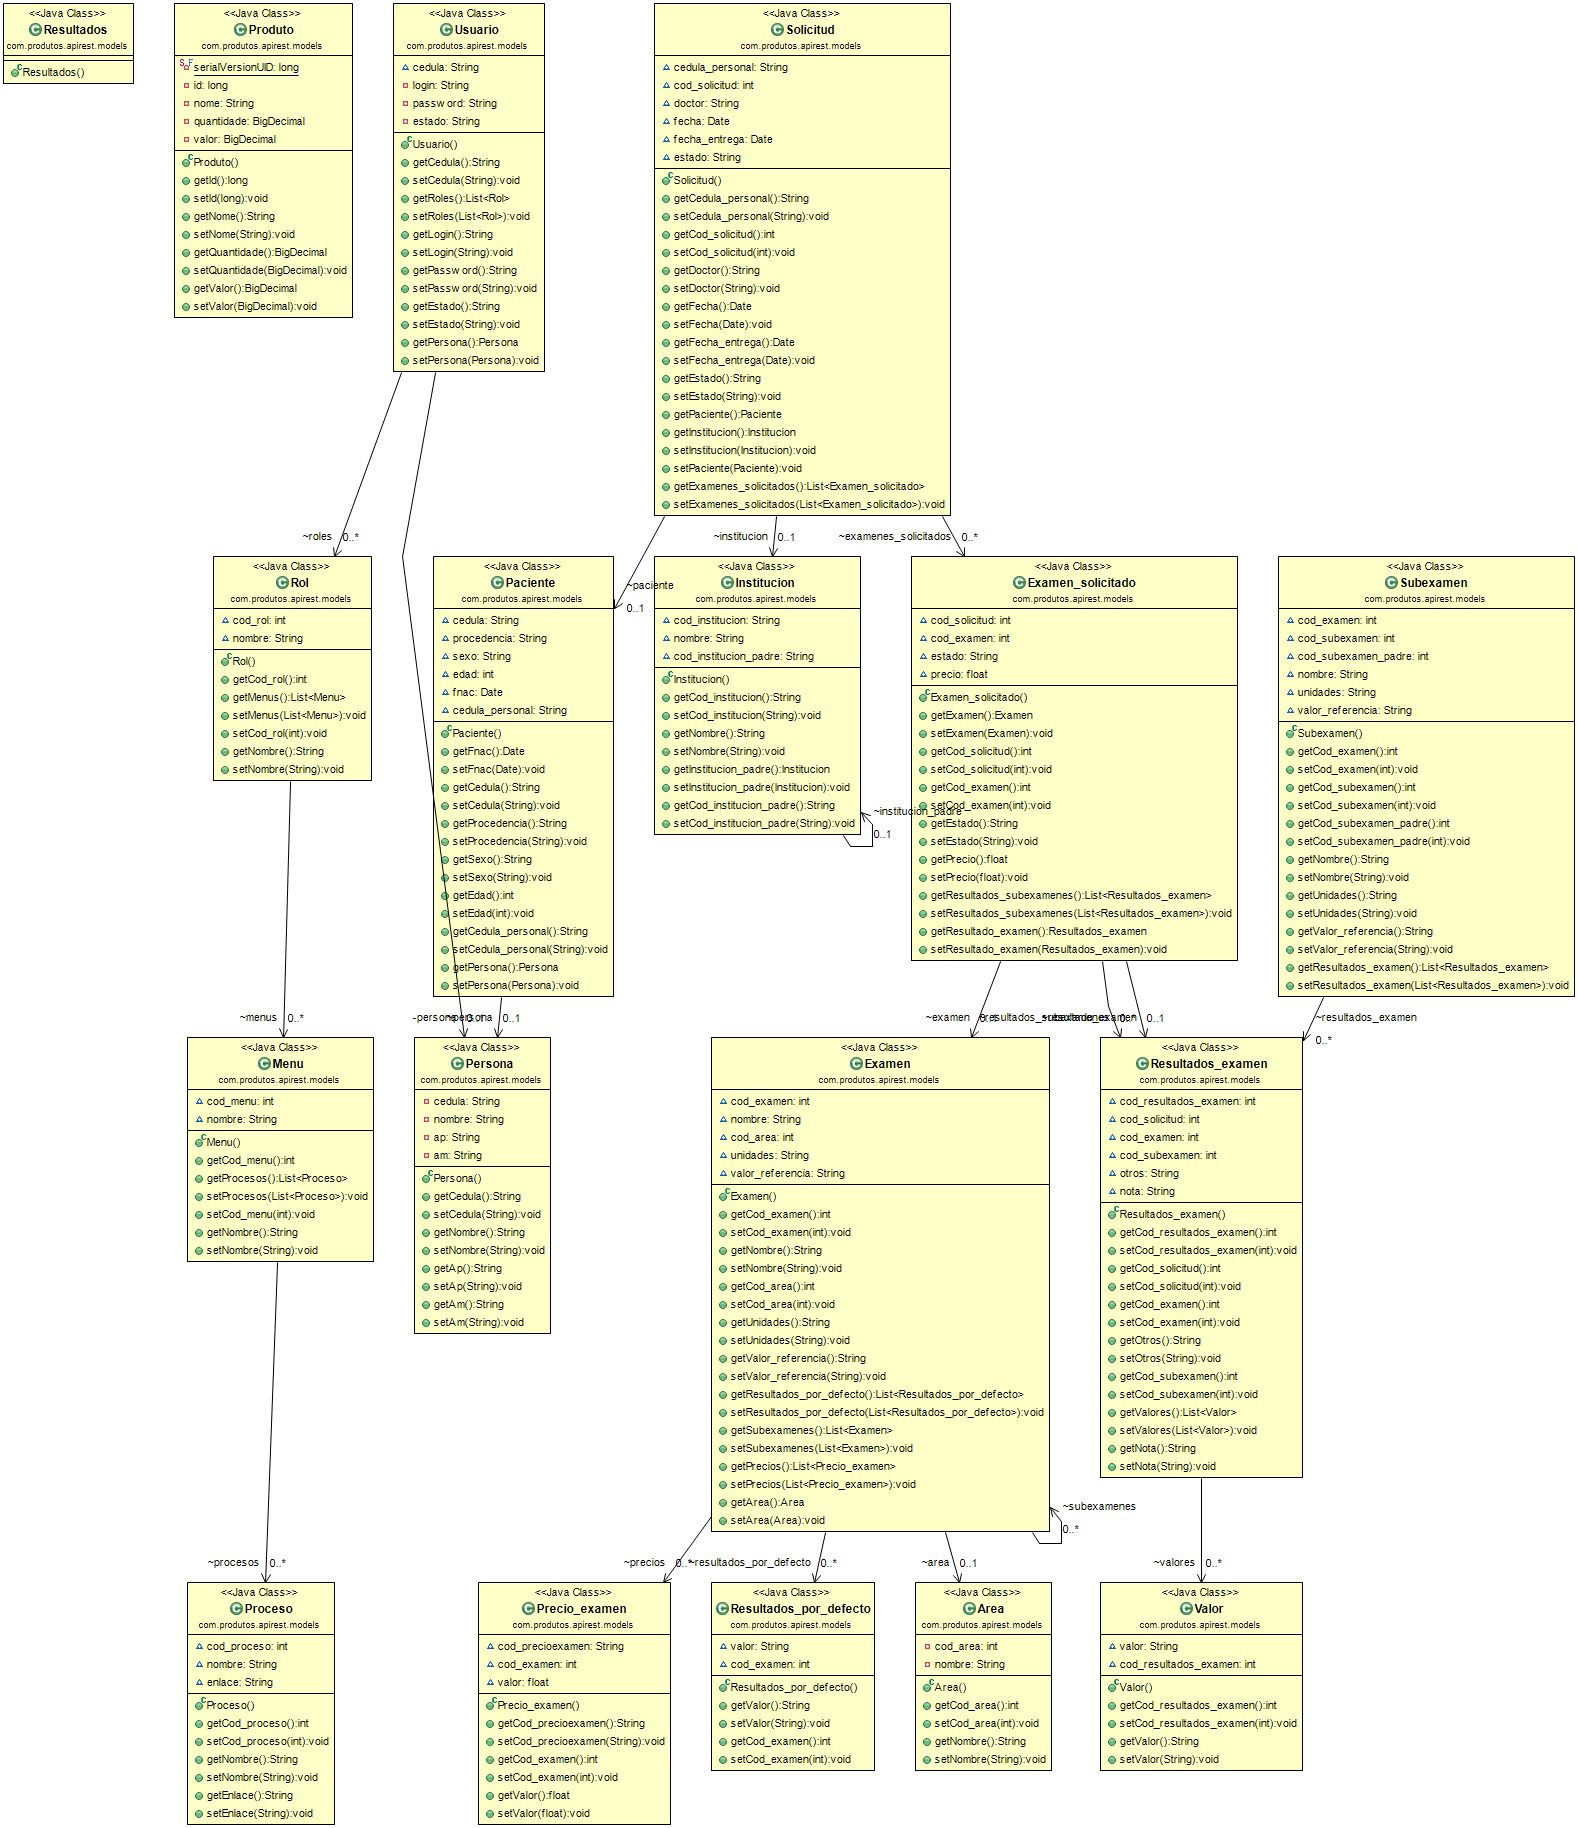 <<Java Class>>
Resultados
com.produtos.apirest.models
Resultados()
<<Java Class>>
Produto
com.produtos.apirest.models
serialVersionUID: long
id: long
nome: String
quantidade: BigDecimal
valor: BigDecimal
Produto()
getId():long
setId(long):void
getNome():String
setNome(String):void
getQuantidade():BigDecimal
setQuantidade(BigDecimal):void
getValor():BigDecimal
setValor(BigDecimal):void
<<Java Class>>
Usuario
com.produtos.apirest.models
cedula: String
login: String
password: String
estado: String
Usuario()
getCedula():String
setCedula(String):void
getRoles():List<Rol>
setRoles(List<Rol>):void
getLogin():String
setLogin(String):void
getPassword():String
setPassword(String):void
getEstado():String
setEstado(String):void
getPersona():Persona
setPersona(Persona):void
<<Java Class>>
Solicitud
com.produtos.apirest.models
cedula_personal: String
cod_solicitud: int
doctor: String
fecha: Date
fecha_entrega: Date
estado: String
Solicitud()
getCedula_personal():String
setCedula_personal(String):void
getCod_solicitud():int
setCod_solicitud(int):void
getDoctor():String
setDoctor(String):void
getFecha():Date
setFecha(Date):void
getFecha_entrega():Date
setFecha_entrega(Date):void
getEstado():String
setEstado(String):void
getPaciente():Paciente
getInstitucion():Institucion
setInstitucion(Institucion):void
setPaciente(Paciente):void
getExamenes_solicitados():List<Examen_solicitado>
setExamenes_solicitados(List<Examen_solicitado>):void
~roles 0..*
~paciente
0..1
~institucion 0..1
~examenes_solicitados 0..*
<<Java Class>>
Rol
com.produtos.apirest.models
cod_rol: int
nombre: String
Rol()
getCod_rol():int
getMenus():List<Menu>
setMenus(List<Menu>):void
setCod_rol(int):void
getNombre():String
setNombre(String):void
<<Java Class>>
Paciente
com.produtos.apirest.models
cedula: String
procedencia: String
sexo: String
edad: int
fnac: Date
cedula_personal: String
Paciente()
getFnac():Date
setFnac(Date):void
getCedula():String
setCedula(String):void
getProcedencia():String
setProcedencia(String):void
getSexo():String
setSexo(String):void
getEdad():int
setEdad(int):void
getCedula_personal():String
setCedula_personal(String):void
getPersona():Persona
setPersona(Persona):void
<<Java Class>>
Institucion
com.produtos.apirest.models
cod_institucion: String
nombre: String
cod_institucion_padre: String
Institucion()
getCod_institucion():String
setCod_institucion(String):void
getNombre():String
setNombre(String):void
getInstitucion_padre():Institucion
setInstitucion_padre(Institucion):void
getCod_institucion_padre():String
setCod_institucion_padre(String):void
~institucion_padre
0..1
<<Java Class>>
Examen_solicitado
com.produtos.apirest.models
cod_solicitud: int
cod_examen: int
estado: String
precio: float
Examen_solicitado()
getExamen():Examen
setExamen(Examen):void
getCod_solicitud():int
setCod_solicitud(int):void
getCod_examen():int
setCod_examen(int):void
getEstado():String
setEstado(String):void
getPrecio():float
setPrecio(float):void
getResultados_subexamenes():List<Resultados_examen>
setResultados_subexamenes(List<Resultados_examen>):void
getResultado_examen():Resultados_examen
setResultado_examen(Resultados_examen):void
<<Java Class>>
Subexamen
com.produtos.apirest.models
cod_examen: int
cod_subexamen: int
cod_subexamen_padre: int
nombre: String
unidades: String
valor_referencia: String
Subexamen()
getCod_examen():int
setCod_examen(int):void
getCod_subexamen():int
setCod_subexamen(int):void
getCod_subexamen_padre():int
setCod_subexamen_padre(int):void
getNombre():String
setNombre(String):void
getUnidades():String
setUnidades(String):void
getValor_referencia():String
setValor_referencia(String):void
getResultados_examen():List<Resultados_examen>
setResultados_examen(List<Resultados_examen>):void
~menus 0..*
-persona
~persona 0..1
~examen
0..1
~resultados_examen
0..*
<<Java Class>>
Menu
com.produtos.apirest.models
cod_menu: int
nombre: String
Menu()
getCod_menu():int
getProcesos():List<Proceso>
setProcesos(List<Proceso>):void
setCod_menu(int):void
getNombre():String
setNombre(String):void
<<Java Class>>
Persona
com.produtos.apirest.models
cedula: String
nombre: String
ap: String
am: String
Persona()
getCedula():String
setCedula(String):void
getNombre():String
setNombre(String):void
getAp():String
setAp(String):void
getAm():String
setAm(String):void
<<Java Class>>
Examen
com.produtos.apirest.models
cod_examen: int
nombre: String
cod_area: int
unidades: String
valor_referencia: String
Examen()
getCod_examen():int
setCod_examen(int):void
getNombre():String
setNombre(String):void
getCod_area():int
setCod_area(int):void
getUnidades():String
setUnidades(String):void
getValor_referencia():String
setValor_referencia(String):void
getResultados_por_defecto():List<Resultados_por_defecto>
setResultados_por_defecto(List<Resultados_por_defecto>):void
getSubexamenes():List<Examen>
setSubexamenes(List<Examen>):void
getPrecios():List<Precio_examen>
setPrecios(List<Precio_examen>):void
getArea():Area
setArea(Area):void
~subexamenes
0..*
<<Java Class>>
Resultados_examen
com.produtos.apirest.models
cod_resultados_examen: int
cod_solicitud: int
cod_examen: int
cod_subexamen: int
otros: String
nota: String
Resultados_examen()
getCod_resultados_examen():int
setCod_resultados_examen(int):void
getCod_solicitud():int
setCod_solicitud(int):void
getCod_examen():int
setCod_examen(int):void
getOtros():String
setOtros(String):void
getCod_subexamen():int
setCod_subexamen(int):void
getValores():List<Valor>
setValores(List<Valor>):void
getNota():String
setNota(String):void
~procesos 0..*
~precios 0..*
~resultados_por_defecto 0..*
~area 0..1
~valores 0..*
<<Java Class>>
Proceso
com.produtos.apirest.models
cod_proceso: int
nombre: String
enlace: String
Proceso()
getCod_proceso():int
setCod_proceso(int):void
getNombre():String
setNombre(String):void
getEnlace():String
setEnlace(String):void
<<Java Class>>
Precio_examen
com.produtos.apirest.models
cod_precioexamen: String
cod_examen: int
valor: float
Precio_examen()
getCod_precioexamen():String
setCod_precioexamen(String):void
getCod_examen():int
setCod_examen(int):void
getValor():float
setValor(float):void
<<Java Class>>
Resultados_por_defecto
com.produtos.apirest.models
valor: String
cod_examen: int
Resultados_por_defecto()
getValor():String
setValor(String):void
getCod_examen():int
setCod_examen(int):void
<<Java Class>>
Area
com.produtos.apirest.models
cod_area: int
nombre: String
Area()
getCod_area():int
setCod_area(int):void
getNombre():String
setNombre(String):void
<<Java Class>>
Valor
com.produtos.apirest.models
valor: String
cod_resultados_examen: int
Valor()
getCod_resultados_examen():int
setCod_resultados_examen(int):void
getValor():String
setValor(String):void